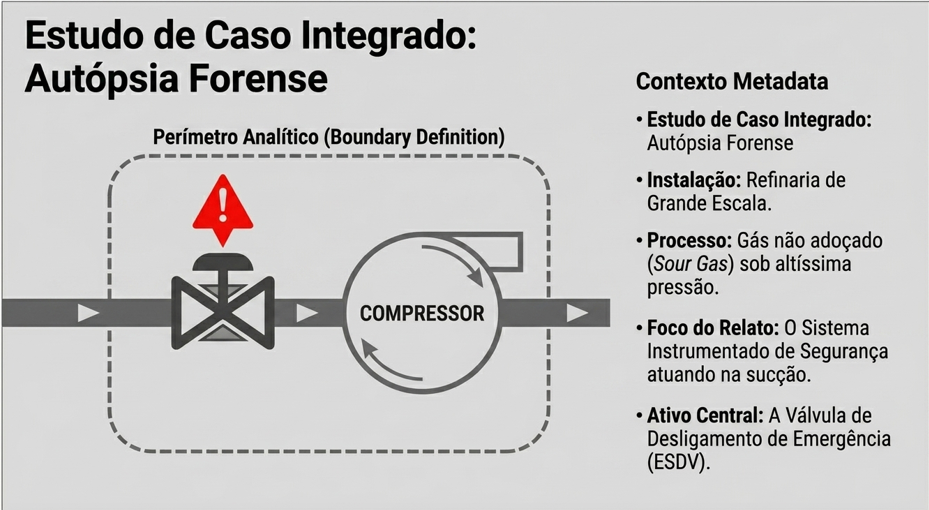 Estudo de Caso Integrado:
Autópsia Forense
Perímetro Analítico (Boundary Definition)
!
COMPRESSOR
Contexto Metadata
• Estudo de Caso Integrado:
Autópsia Forense
• Instalação: Refinaria de
Grande Escala.
• Processo: Gás não adoçado
(Sour Gas) sob altíssima
pressão.
• Foco do Relato: O Sistema
Instrumentado de Segurança
atuando na sucção.
• Ativo Central: A Válvula de
Desligamento de Emergência
(ESDV).